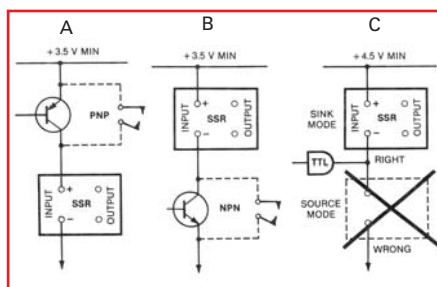 A
+3.5 V MIN
PNP
INPUT
+
−
SSR
OUTPUT
B
+3.5 V MIN
INPUT
+
−
SSR
OUTPUT
NPN
C
+4.5 V MIN
SINK
MODE
INPUT
+
−
SSR
OUTPUT
TTL
RIGHT
SOURCE
MODE
WRONG